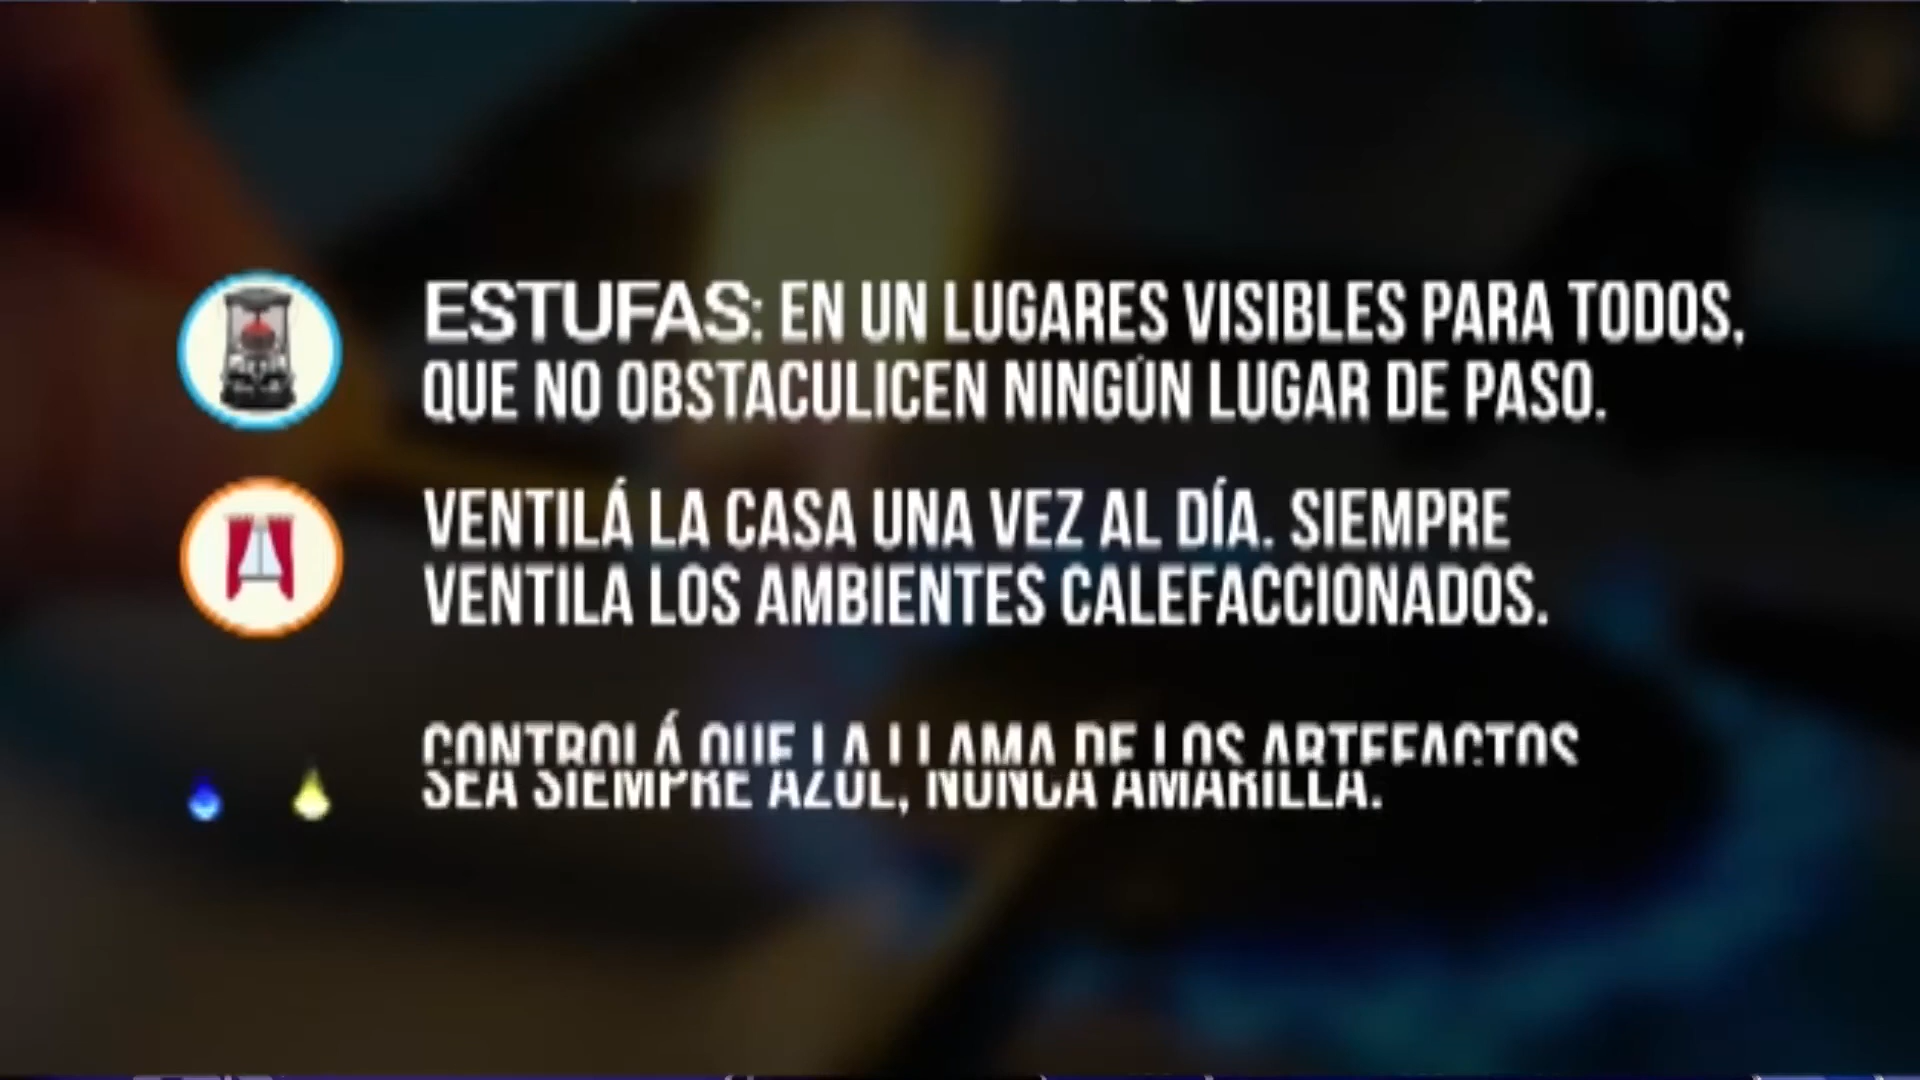 ESTUFAS: EN UN LUGARES VISIBLES PARA TODOS,
QUE NO OBSTACULICEN NINGÚN LUGAR DE PASO.
VENTILÁ LA CASA UNA VEZ AL DÍA. SIEMPRE
VENTILA LOS AMBIENTES CALEFACCIONADOS.
CONTROLÁ QUE LA LLAMA DE LOS ARTEFACTOS
SEA SIEMPRE AZUL, NUNCA AMARILLA.